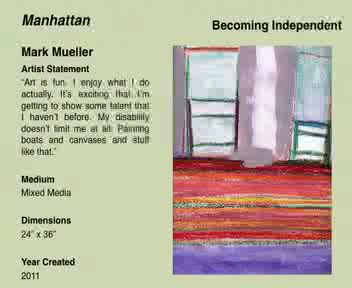 Manhattan
Becoming Independent
Mark Mueller
Artist Statement
"Art is fun. I enjoy what I do
actually. It's exciting that I'm
getting to show some talent that
I haven't before. My disability
doesn't limit me at all. Painting
boats and canvases and stuff
like that."
Medium
Mixed Media
Dimensions
24" x 36"
Year Created
2011